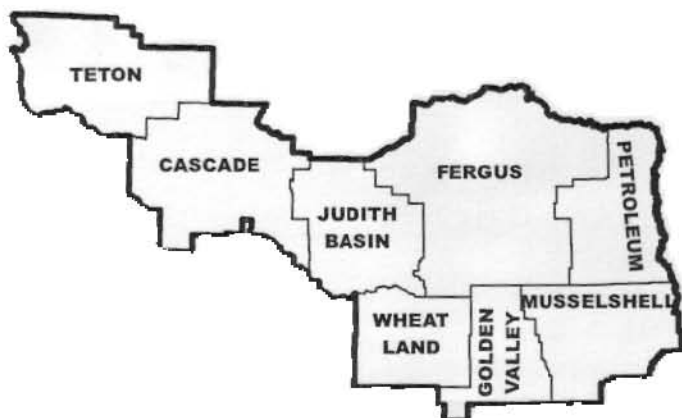 TETON
CASCADE
FERGUS
PETROLEUM
JUDITH
BASIN
MUSSELSHELL
WHEAT
LAND
GOLDEN
VALLEY